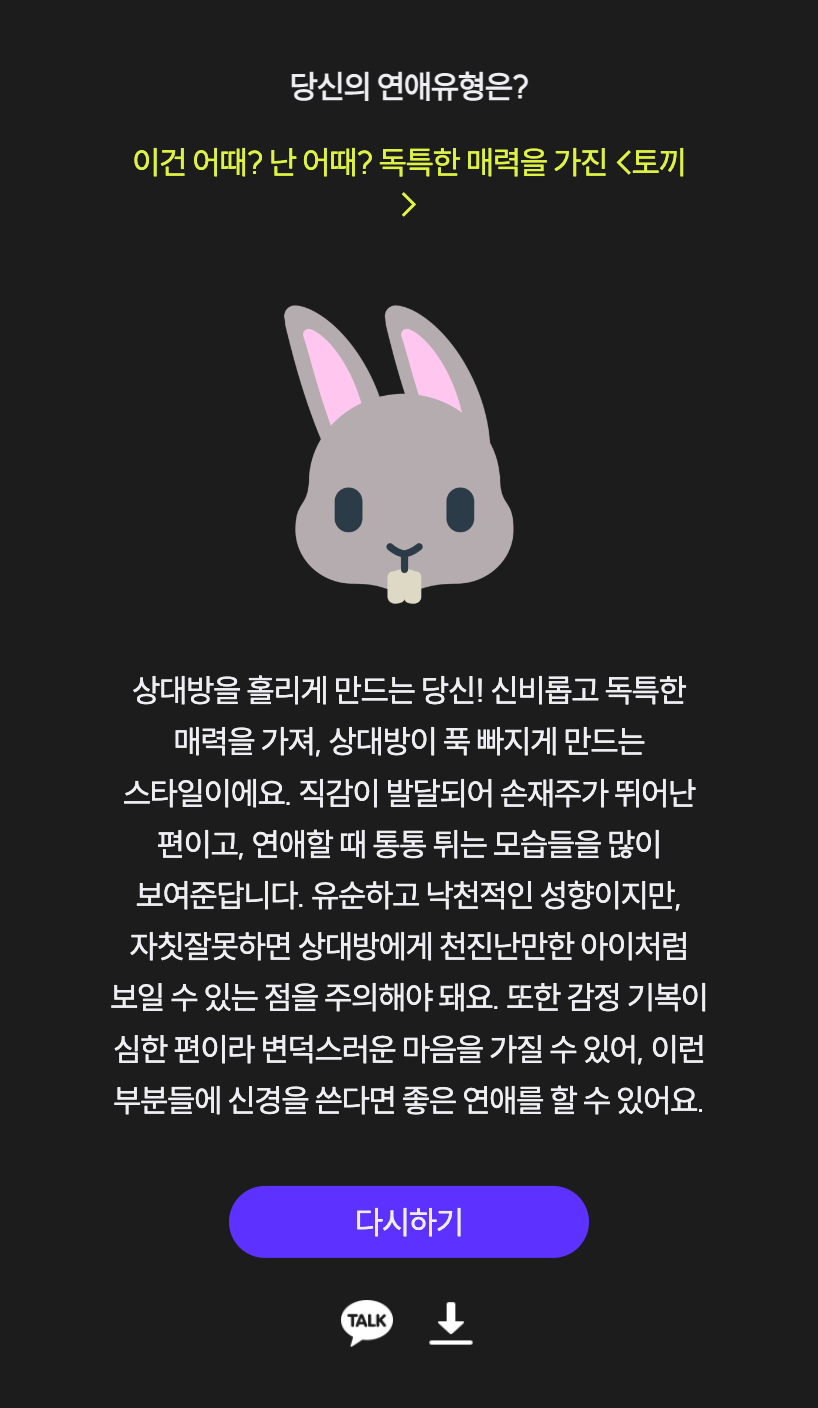 당신의 연애유형은?
이건 어때? 난 어때? 독특한 매력을 가진 <토끼
>
상대방을 홀리게 만드는 당신! 신비롭고 독특한
매력을 가져, 상대방이 푹 빠지게 만드는
스타일이에요. 직감이 발달되어 손재주가 뛰어난
편이고, 연애할 때 통통 튀는 모습들을 많이
보여준답니다. 유순하고 낙천적인 성향이지만,
자칫잘못하면 상대방에게 천진난만한 아이처럼
보일 수 있는 점을 주의해야 돼요. 또한 감정 기복이
심한 편이라 변덕스러운 마음을 가질 수 있어, 이런
부분들에 신경을 쓴다면 좋은 연애를 할 수 있어요.
다시하기
TALK